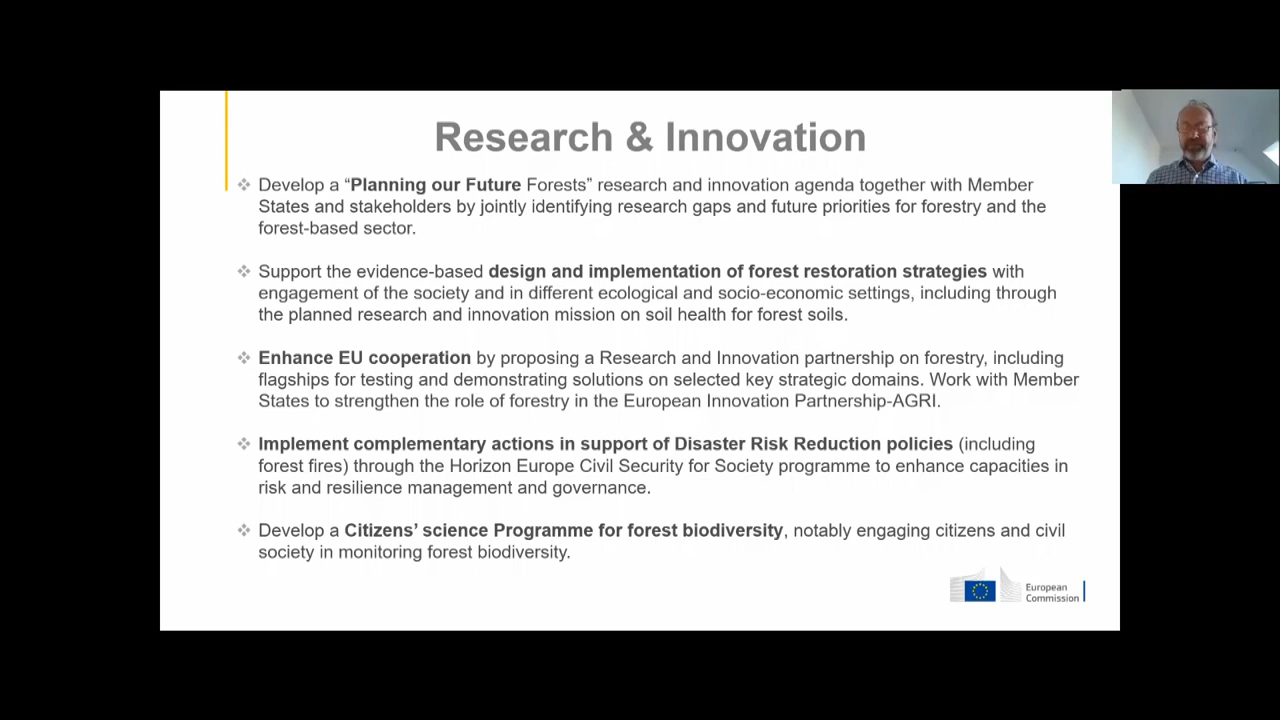 Research & Innovation
❖ Develop a “Planning our Future Forests” research and innovation agenda together with Member
States and stakeholders by jointly identifying research gaps and future priorities for forestry and the
forest-based sector.
❖ Support the evidence-based design and implementation of forest restoration strategies with
engagement of the society and in different ecological and socio-economic settings, including through
the planned research and innovation mission on soil health for forest soils.
❖ Enhance EU cooperation by proposing a Research and Innovation partnership on forestry, including
flagships for testing and demonstrating solutions on selected key strategic domains. Work with Member
States to strengthen the role of forestry in the European Innovation Partnership-AGRI.
❖ Implement complementary actions in support of Disaster Risk Reduction policies (including
forest fires) through the Horizon Europe Civil Security for Society programme to enhance capacities in
risk and resilience management and governance.
❖ Develop a Citizens’ science Programme for forest biodiversity, notably engaging citizens and civil
society in monitoring forest biodiversity.
European
Commission